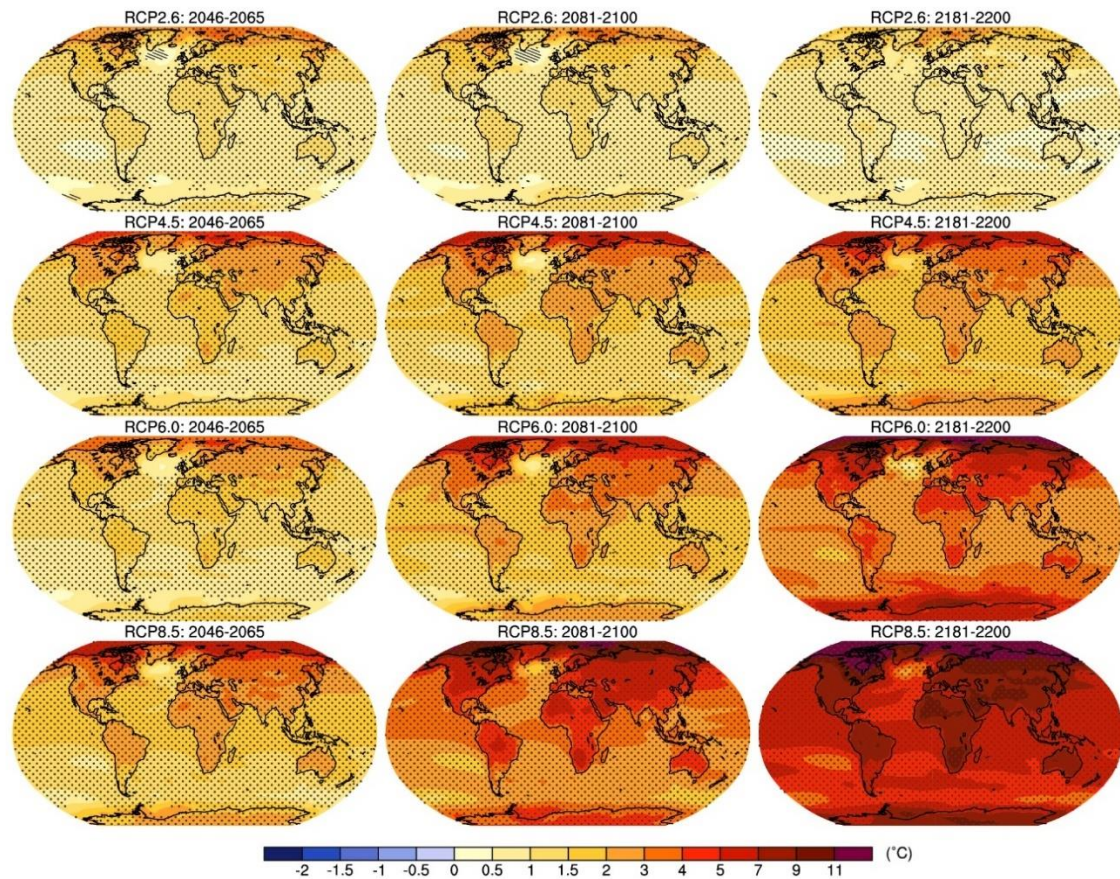 RCP2.6: 2046-2065 RCP2.6: 2081-2100 RCP2.6: 2181-2200
RCP4.5: 2046-2065 RCP4.5: 2081-2100 RCP4.5: 2181-2200
RCP6.0: 2046-2065 RCP6.0: 2081-2100 RCP6.0: 2181-2200
RCP8.5: 2046-2065 RCP8.5: 2081-2100 RCP8.5: 2181-2200
-2 -1.5 -1 -0.5 0 0.5 1 1.5 2 3 4 5 7 9 11 (°C)